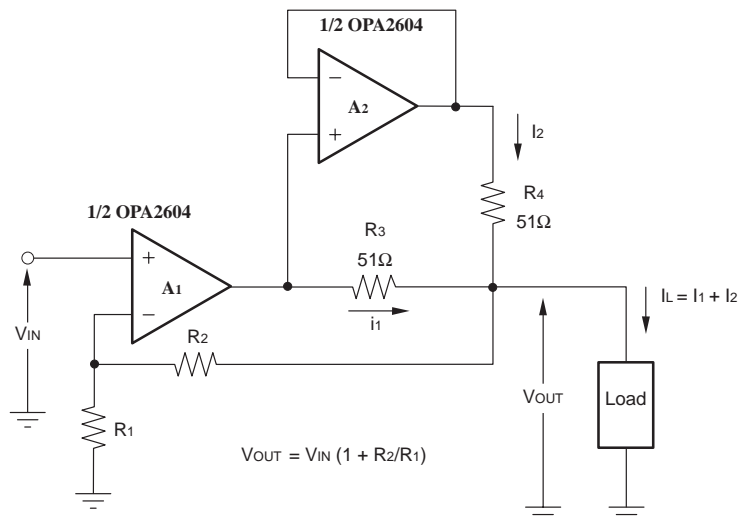 1/2 OPA2604
−
A2
+
I2
R4
51Ω
1/2 OPA2604
+
A1
−
R3
51Ω
i1
IL = I1 + I2
VIN
R2
VOUT
Load
R1
VOUT = VIN (1 + R2/R1)